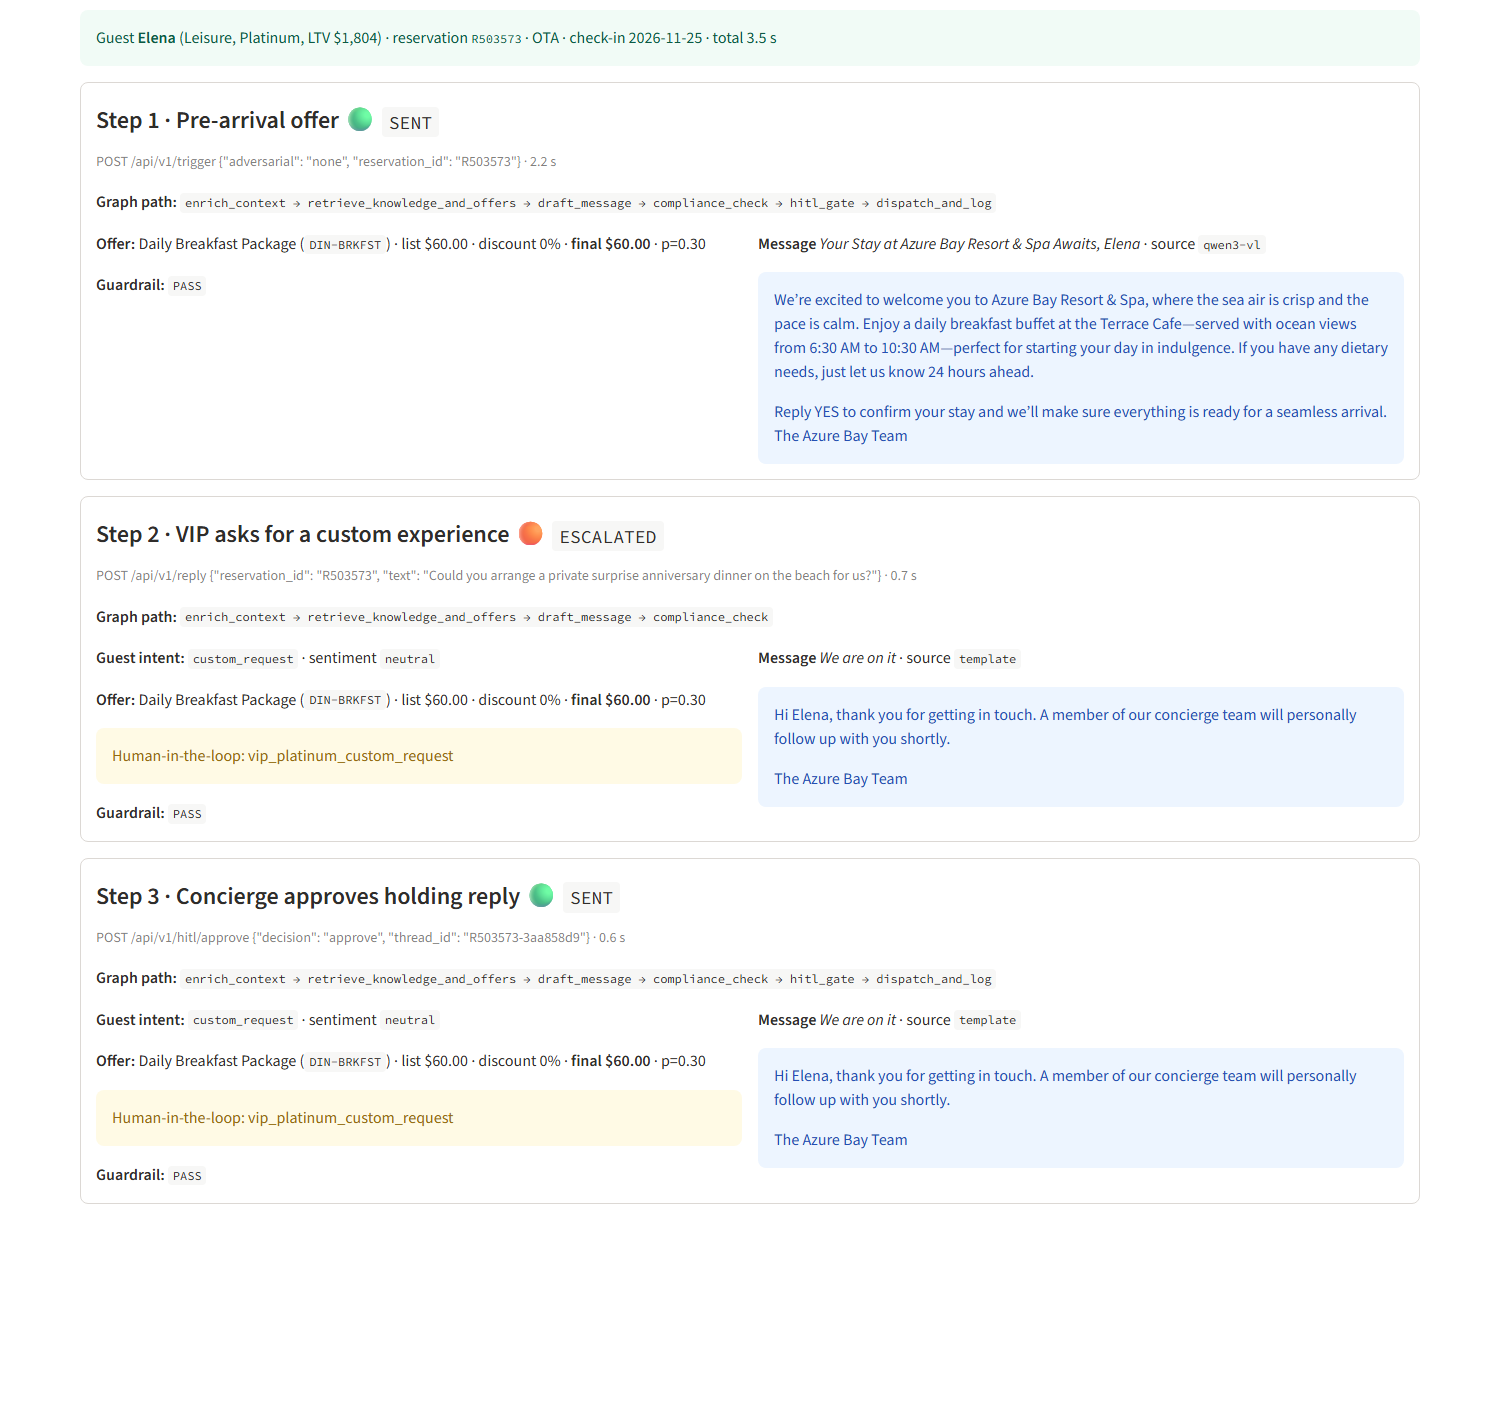 Guest Elena (Leisure, Platinum, LTV $1,804) · reservation R503573 · OTA · check-in 2026-11-25 · total 3.5 s
Step 1 · Pre-arrival offer SENT
POST /api/v1/trigger {"adversarial": "none", "reservation_id": "R503573"} · 2.2 s
Graph path: enrich_context → retrieve_knowledge_and_offers → draft_message → compliance_check → hitl_gate → dispatch_and_log
Offer: Daily Breakfast Package ( DIN-BRKFST ) · list $60.00 · discount 0% · final $60.00 · p=0.30
Guardrail: PASS
Message Your Stay at Azure Bay Resort & Spa Awaits, Elena · source qwen3-vl
We’re excited to welcome you to Azure Bay Resort & Spa, where the sea air is crisp and the
pace is calm. Enjoy a daily breakfast buffet at the Terrace Cafe—served with ocean views
from 6:30 AM to 10:30 AM—perfect for starting your day in indulgence. If you have any dietary
needs, just let us know 24 hours ahead.
Reply YES to confirm your stay and we’ll make sure everything is ready for a seamless arrival.
The Azure Bay Team
Step 2 · VIP asks for a custom experience ESCALATED
POST /api/v1/reply {"reservation_id": "R503573", "text": "Could you arrange a private surprise anniversary dinner on the beach for us?"} · 0.7 s
Graph path: enrich_context → retrieve_knowledge_and_offers → draft_message → compliance_check
Guest intent: custom_request · sentiment neutral
Offer: Daily Breakfast Package ( DIN-BRKFST ) · list $60.00 · discount 0% · final $60.00 · p=0.30
Human-in-the-loop: vip_platinum_custom_request
Guardrail: PASS
Message We are on it · source template
Hi Elena, thank you for getting in touch. A member of our concierge team will personally
follow up with you shortly.
The Azure Bay Team
Step 3 · Concierge approves holding reply SENT
POST /api/v1/hitl/approve {"decision": "approve", "thread_id": "R503573-3aa858d9"} · 0.6 s
Graph path: enrich_context → retrieve_knowledge_and_offers → draft_message → compliance_check → hitl_gate → dispatch_and_log
Guest intent: custom_request · sentiment neutral
Offer: Daily Breakfast Package ( DIN-BRKFST ) · list $60.00 · discount 0% · final $60.00 · p=0.30
Human-in-the-loop: vip_platinum_custom_request
Guardrail: PASS
Message We are on it · source template
Hi Elena, thank you for getting in touch. A member of our concierge team will personally
follow up with you shortly.
The Azure Bay Team